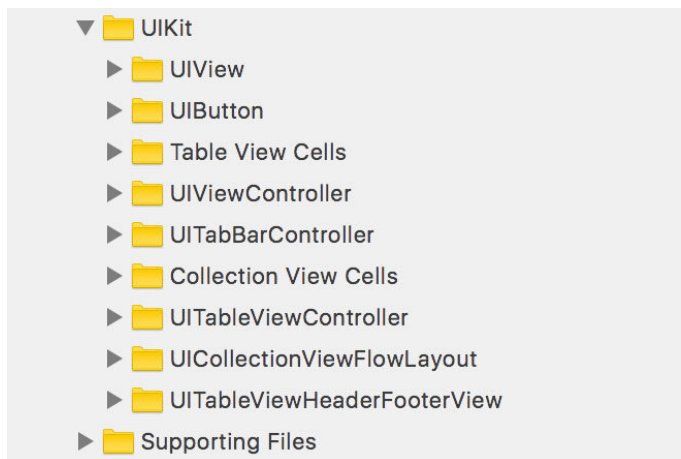 UIKit
UIView
UIButton
Table View Cells
UIViewController
UITabBarController
Collection View Cells
UITableViewController
UICollectionViewFlowLayout
UITableViewHeaderFooterView
Supporting Files